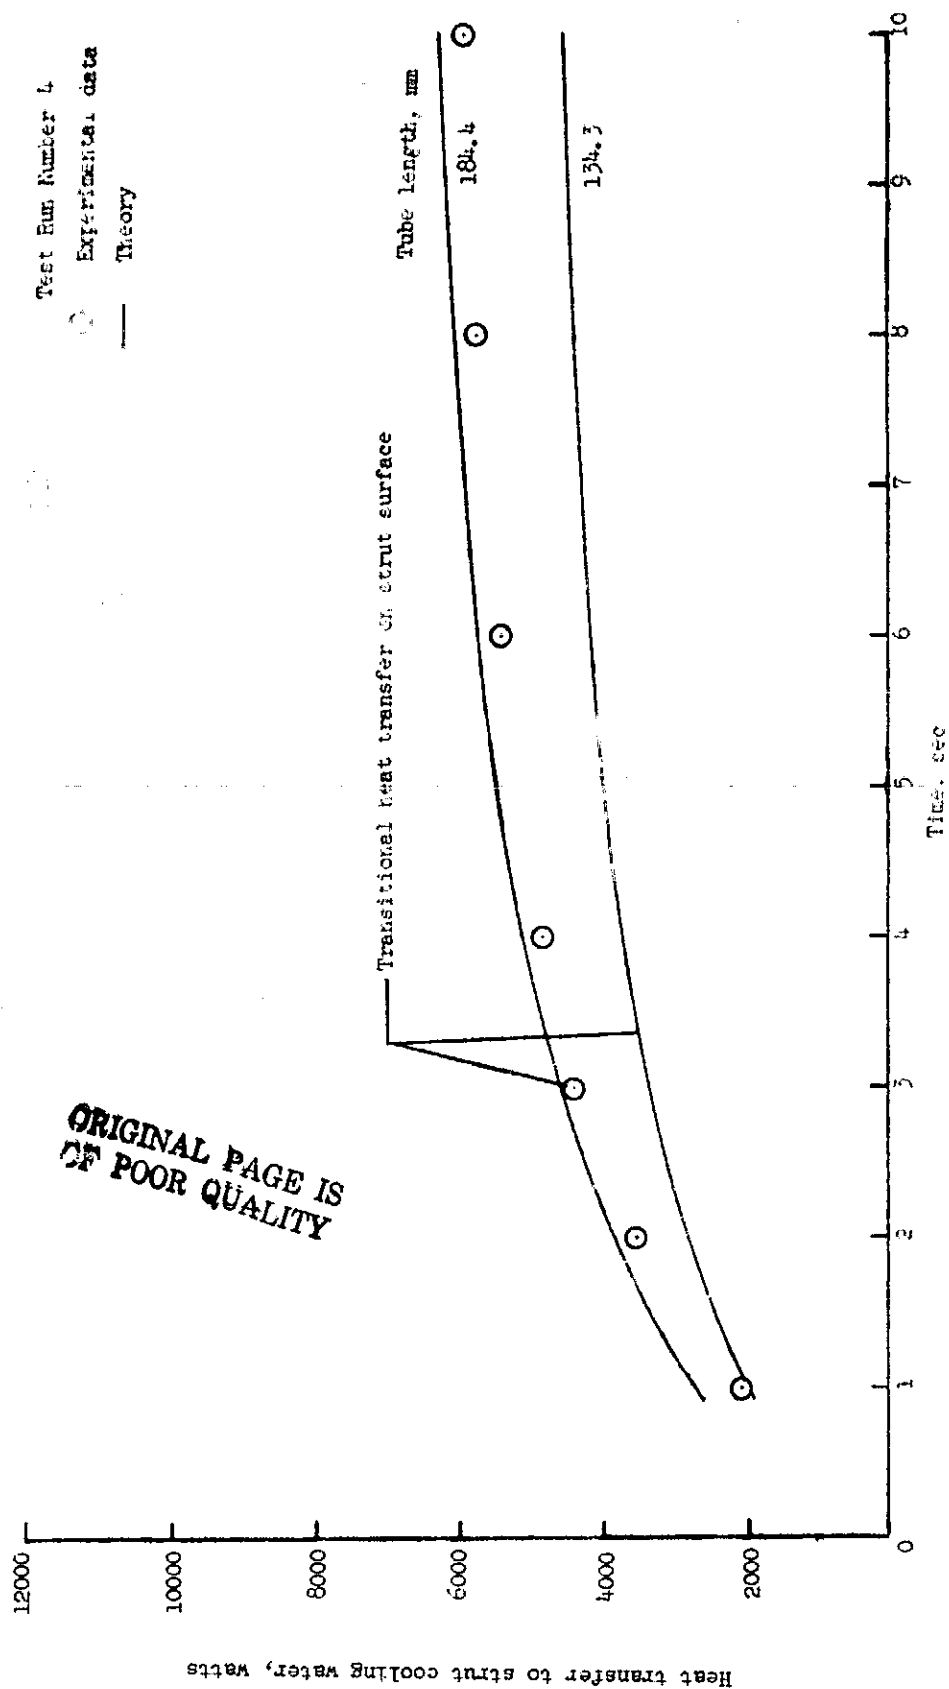 Test Run Number 4
Experimental data
Theory
Tube length, mm
184.4
134.3
Transitional heat transfer on strut surface
ORIGINAL PAGE IS
OF POOR QUALITY
Heat transfer to strut cooling water, watts
12000
10000
8000
6000
4000
2000
0
1
2
3
4
5
6
7
8
9
10
Time, sec